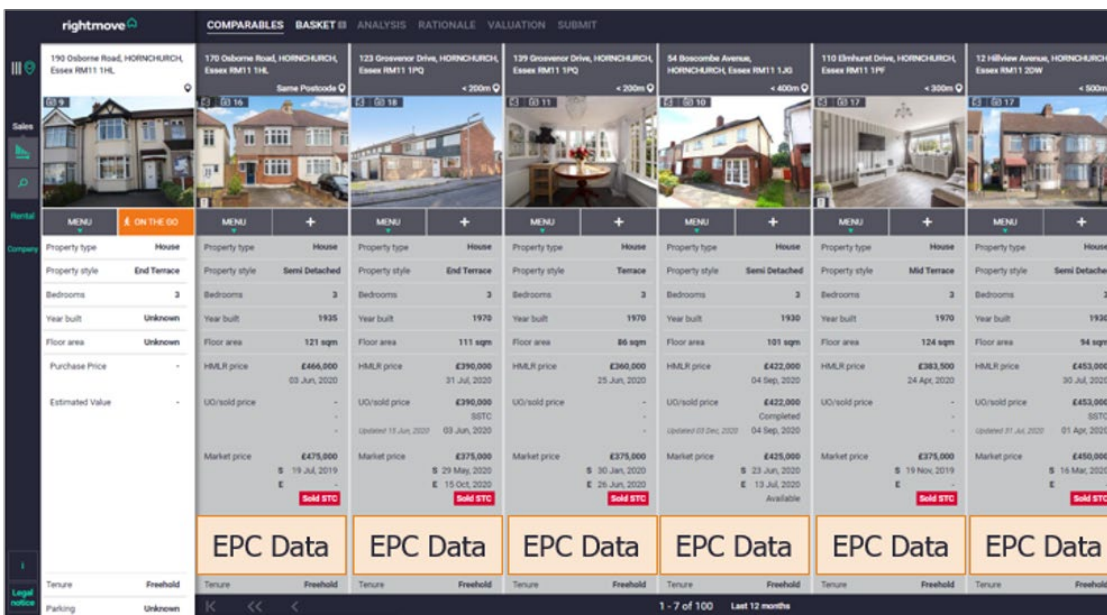 rightmove
COMPARABLES BASKET ANALYSIS RATIONALE VALUATION SUBMIT
Sales
Rental
Company
i
Legal notice
190 Osborne Road, HORNCHURCH, Essex RM11 1HL
9
MENU ON THE GO
Property type House
Property style End Terrace
Bedrooms 3
Year built Unknown
Floor area Unknown
Purchase Price -
Estimated Value -
Tenure Freehold
Parking Unknown
170 Osborne Road, HORNCHURCH, Essex RM11 1HL
Same Postcode
16
MENU +
Property type House
Property style Semi Detached
Bedrooms 3
Year built 1935
Floor area 121 sqm
HMLR price £466,000
03 Jun, 2020
UO/sold price -
-
-
Market price £475,000
S 19 Jul, 2019
E -
Sold STC
EPC Data
Tenure Freehold
123 Grosvenor Drive, HORNCHURCH, Essex RM11 1PQ
< 200m
18
MENU +
Property type House
Property style End Terrace
Bedrooms 3
Year built 1970
Floor area 111 sqm
HMLR price £390,000
31 Jul, 2020
UO/sold price £390,000
SSTC
Updated 15 Jun, 2020 03 Jun, 2020
Market price £375,000
S 29 May, 2020
E 15 Oct, 2020
Sold STC
EPC Data
Tenure Freehold
139 Grosvenor Drive, HORNCHURCH, Essex RM11 1PQ
< 200m
11
MENU +
Property type House
Property style Terrace
Bedrooms 3
Year built 1970
Floor area 86 sqm
HMLR price £360,000
25 Jun, 2020
UO/sold price -
-
-
Market price £375,000
S 30 Jan, 2020
E 26 Jun, 2020
Sold STC
EPC Data
Tenure Freehold
54 Boscombe Avenue, HORNCHURCH, Essex RM11 1JG
< 400m
10
MENU +
Property type House
Property style Semi Detached
Bedrooms 3
Year built 1930
Floor area 101 sqm
HMLR price £422,000
04 Sep, 2020
UO/sold price £422,000
Completed
Updated 03 Dec, 2020 04 Sep, 2020
Market price £425,000
S 23 Jun, 2020
E 13 Jul, 2020
Available
EPC Data
Tenure Freehold
110 Elmhurst Drive, HORNCHURCH, Essex RM11 1PF
< 300m
17
MENU +
Property type House
Property style Mid Terrace
Bedrooms 3
Year built 1970
Floor area 124 sqm
HMLR price £383,500
24 Apr, 2020
UO/sold price -
-
-
Market price £375,000
S 19 Nov, 2019
E -
Sold STC
EPC Data
Tenure Freehold
12 Hillview Avenue, HORNCHURCH, Essex RM11 2DW
< 500m
17
MENU +
Property type House
Property style Semi Detache
Bedrooms 3
Year built 1930
Floor area 94 sqm
HMLR price £453,000
30 Jul, 2020
UO/sold price £453,000
SSTC
Updated 31 Jul, 2020 01 Apr, 2020
Market price £450,000
S 16 Mar, 2020
E -
Sold STC
EPC Data
Tenure Freehold
1 - 7 of 100 Last 12 months